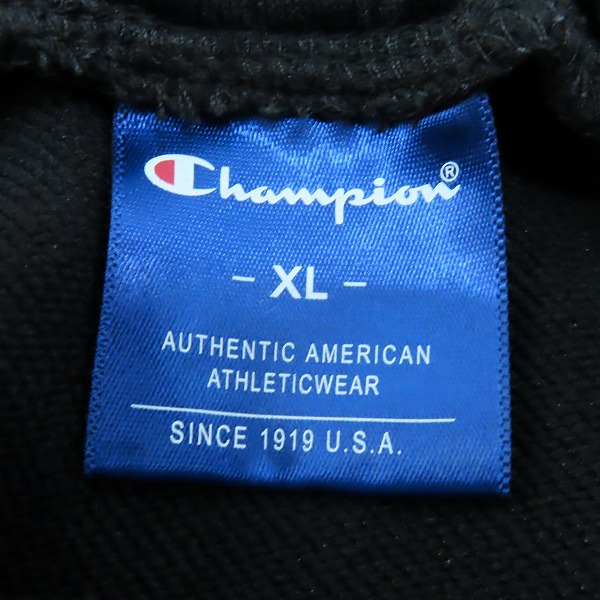 Champion®
- XL -
AUTHENTIC AMERICAN
ATHLETICWEAR
SINCE 1919 U.S.A.